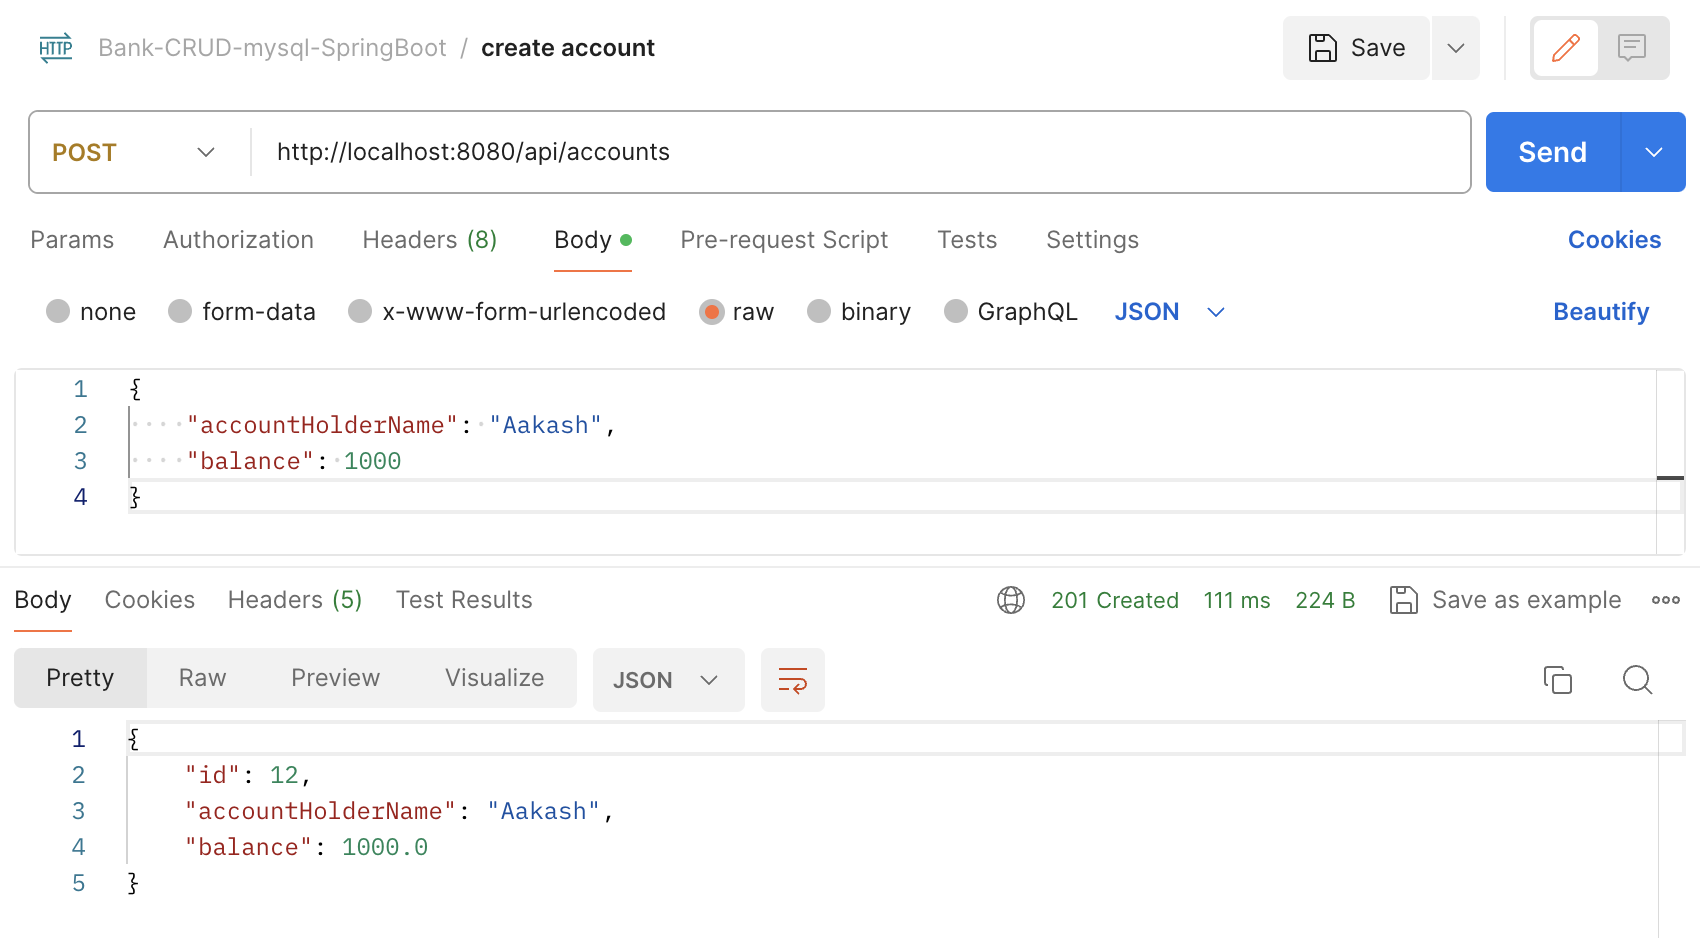 HTTP Bank-CRUD-mysql-SpringBoot / create account Save
POST http://localhost:8080/api/accounts Send
Params Authorization Headers (8) Body Pre-request Script Tests Settings Cookies
none form-data x-www-form-urlencoded raw binary GraphQL JSON Beautify
1 {
2 "accountHolderName": "Aakash",
3 "balance": 1000
4 }
Body Cookies Headers (5) Test Results 201 Created 111 ms 224 B Save as example
Pretty Raw Preview Visualize JSON
1 {
2 "id": 12,
3 "accountHolderName": "Aakash",
4 "balance": 1000.0
5 }